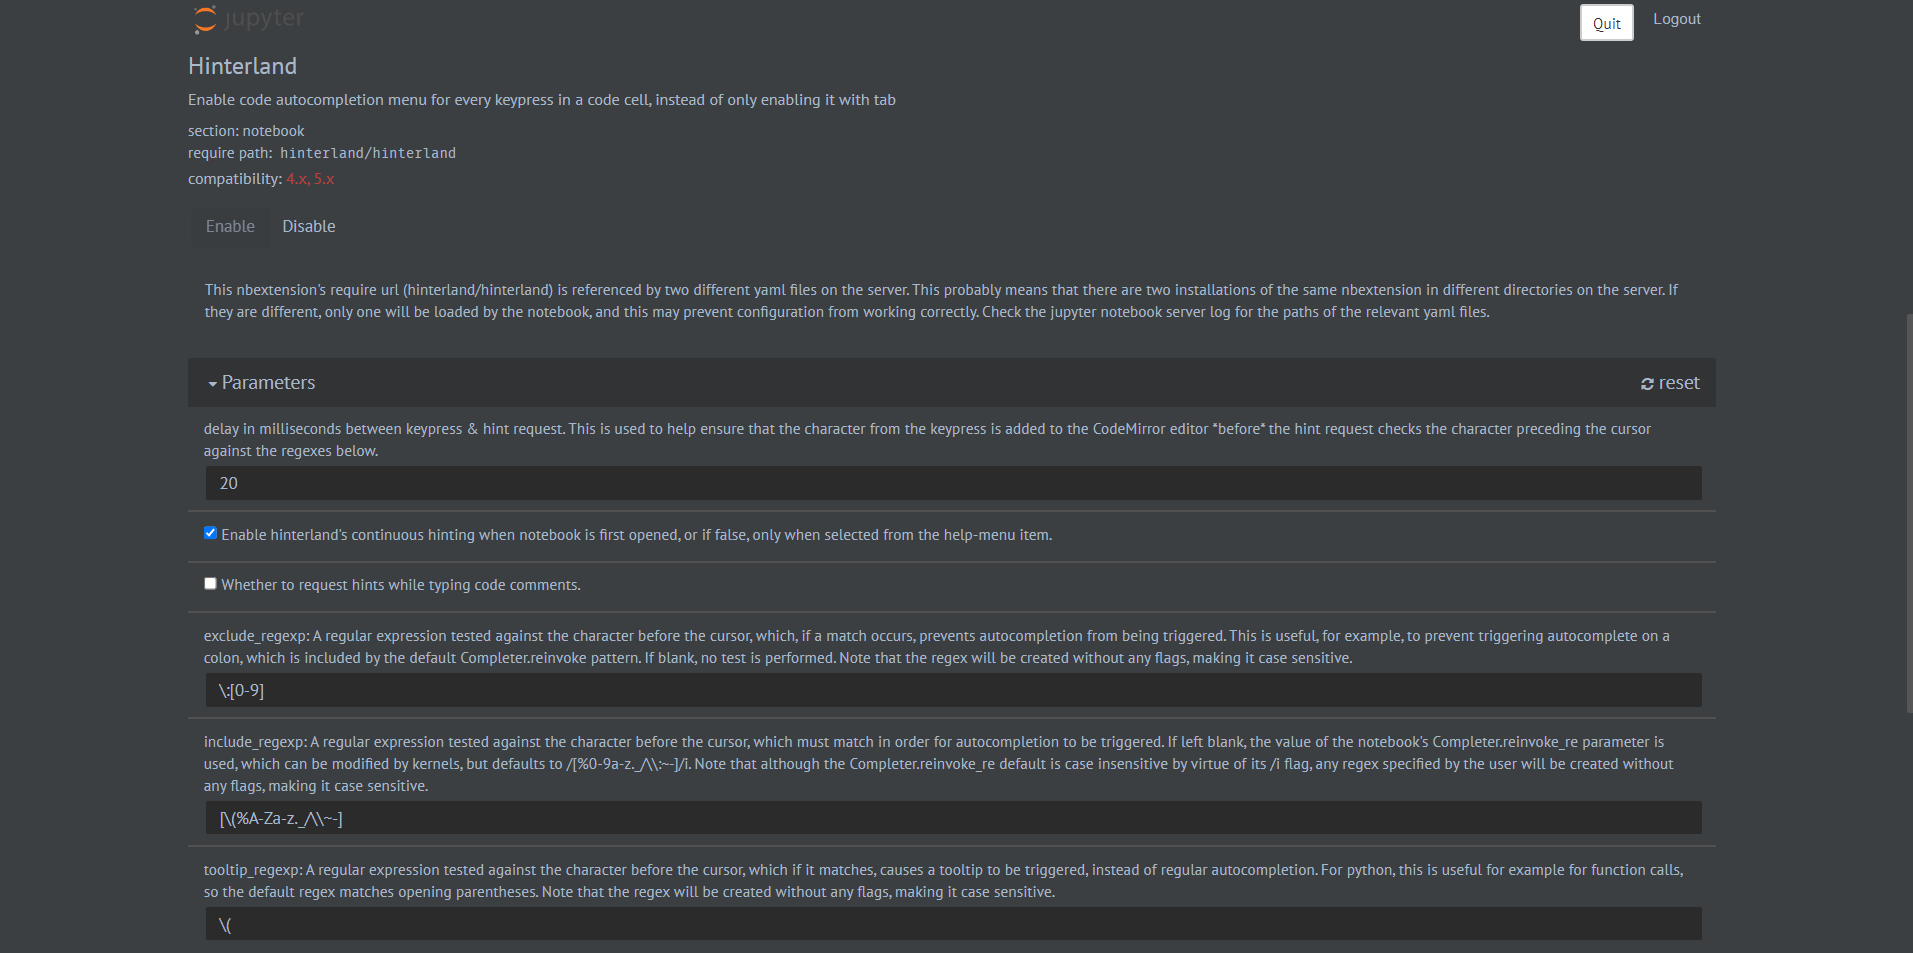 jupyter
Quit
Logout
Hinterland
Enable code autocompletion menu for every keypress in a code cell, instead of only enabling it with tab
section: notebook
require path: hinterland/hinterland
compatibility: 4.x, 5.x
Enable
Disable
This nbextension's require url (hinterland/hinterland) is referenced by two different yaml files on the server. This probably means that there are two installations of the same nbextension in different directories on the server. If
they are different, only one will be loaded by the notebook, and this may prevent configuration from working correctly. Check the jupyter notebook server log for the paths of the relevant yaml files.
Parameters
reset
delay in milliseconds between keypress & hint request. This is used to help ensure that the character from the keypress is added to the CodeMirror editor *before* the hint request checks the character preceding the cursor
against the regexes below.
20
Enable hinterland's continuous hinting when notebook is first opened, or if false, only when selected from the help-menu item.
Whether to request hints while typing code comments.
exclude_regexp: A regular expression tested against the character before the cursor, which, if a match occurs, prevents autocompletion from being triggered. This is useful, for example, to prevent triggering autocomplete on a
colon, which is included by the default Completer.reinvoke pattern. If blank, no test is performed. Note that the regex will be created without any flags, making it case sensitive.
\:[0-9]
include_regexp: A regular expression tested against the character before the cursor, which must match in order for autocompletion to be triggered. If left blank, the value of the notebook's Completer.reinvoke_re parameter is
used, which can be modified by kernels, but defaults to /[%0-9a-z._/\\:~-]/i. Note that although the Completer.reinvoke_re default is case insensitive by virtue of its /i flag, any regex specified by the user will be created without
any flags, making it case sensitive.
[\(%A-Za-z._/\\~-]
tooltip_regexp: A regular expression tested against the character before the cursor, which if it matches, causes a tooltip to be triggered, instead of regular autocompletion. For python, this is useful for example for function calls,
so the default regex matches opening parentheses. Note that the regex will be created without any flags, making it case sensitive.
\(